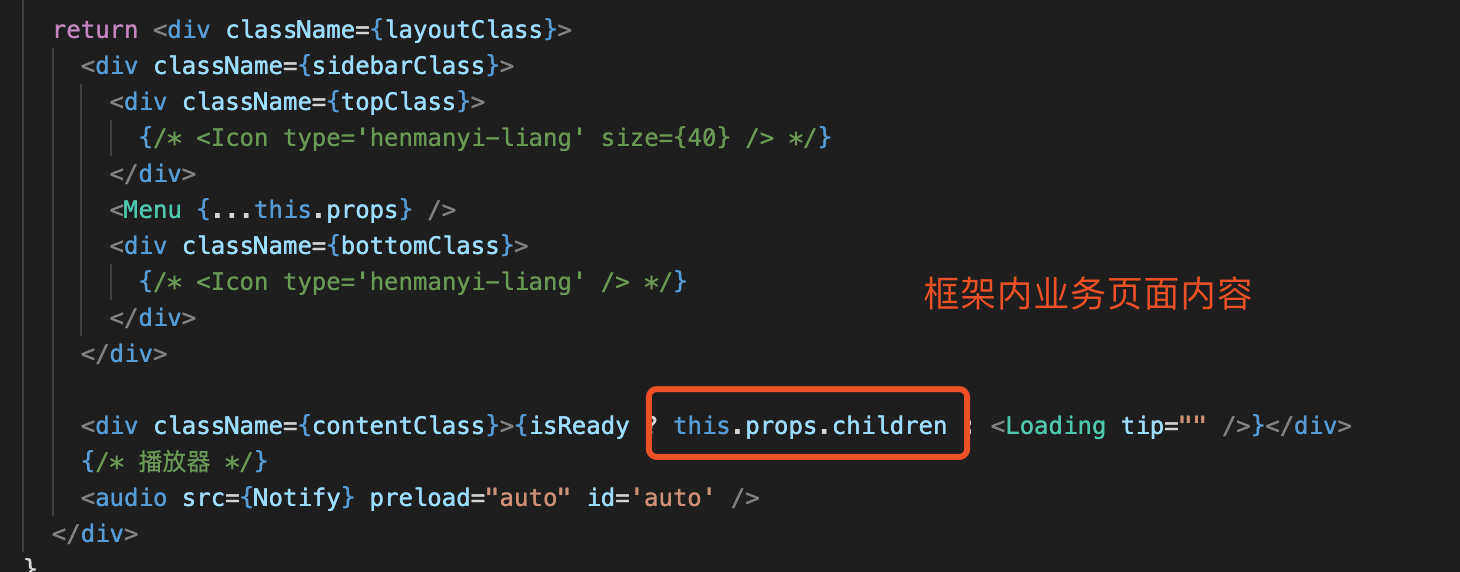 return <div className={layoutClass}>
<div className={sidebarClass}>
<div className={topClass}>
{/* <Icon type='henmanyi-liang' size={40} /> */}
</div>
<Menu {...this.props} />
<div className={bottomClass}>
{/* <Icon type='henmanyi-liang' /> */}
框架内业务页面内容
</div>
</div>
<div className={contentClass}>{isReady ? this.props.children : <Loading tip="" />}</div>
{/* 播放器 */}
<audio src={Notify} preload="auto" id='auto' />
</div>
}